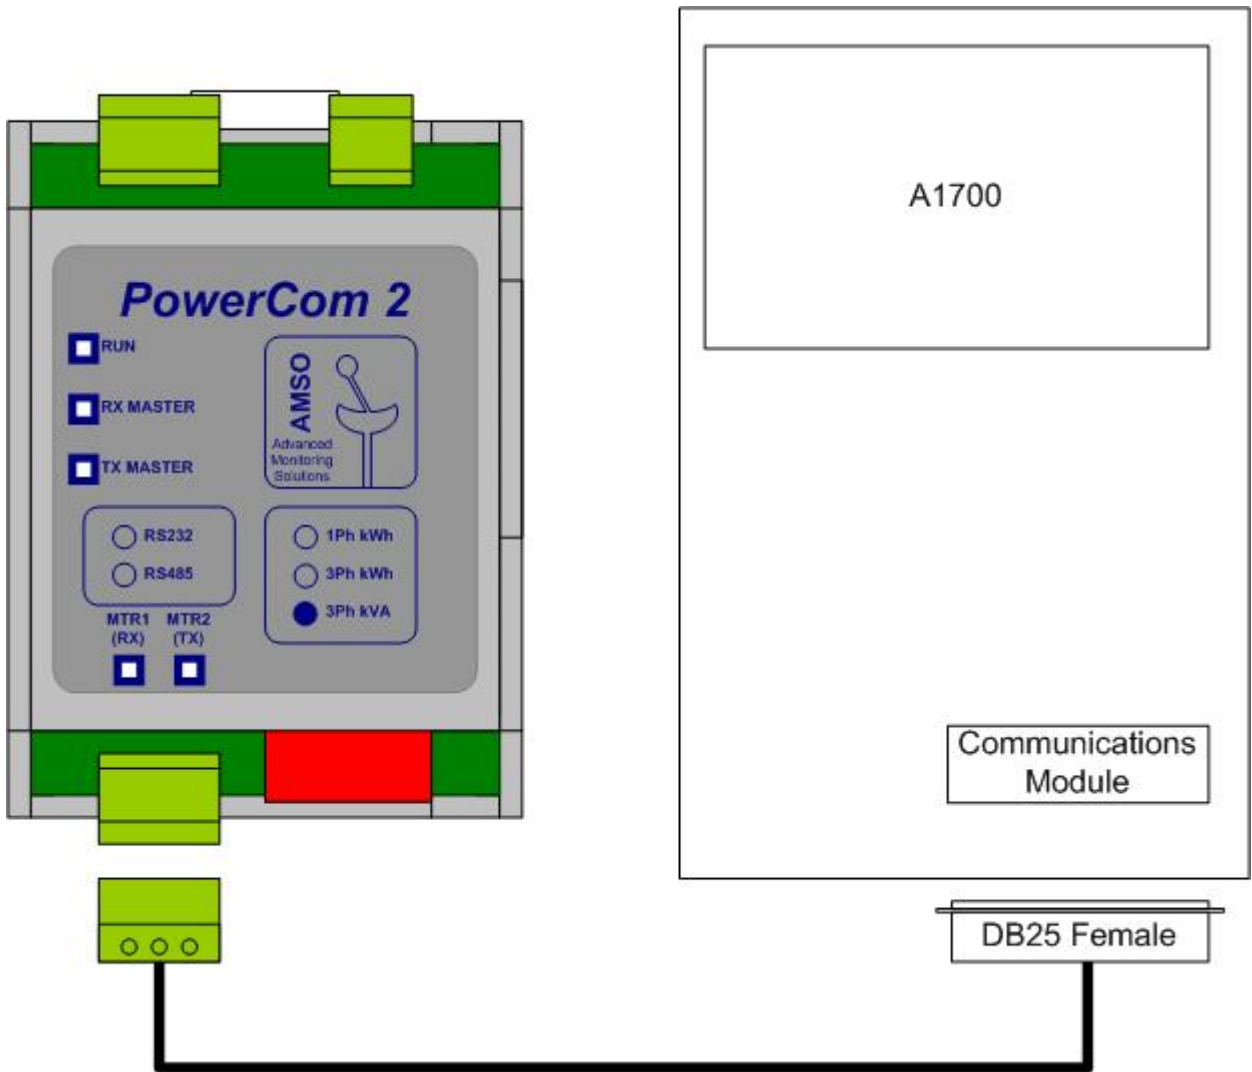 PowerCom 2
RUN
RX MASTER
TX MASTER
AMSO
Advanced
Monitoring
Solutions
RS232
RS485
1Ph kWh
3Ph kWh
3Ph kVA
MTR1 MTR2
(RX) (TX)
A1700
Communications
Module
DB25 Female